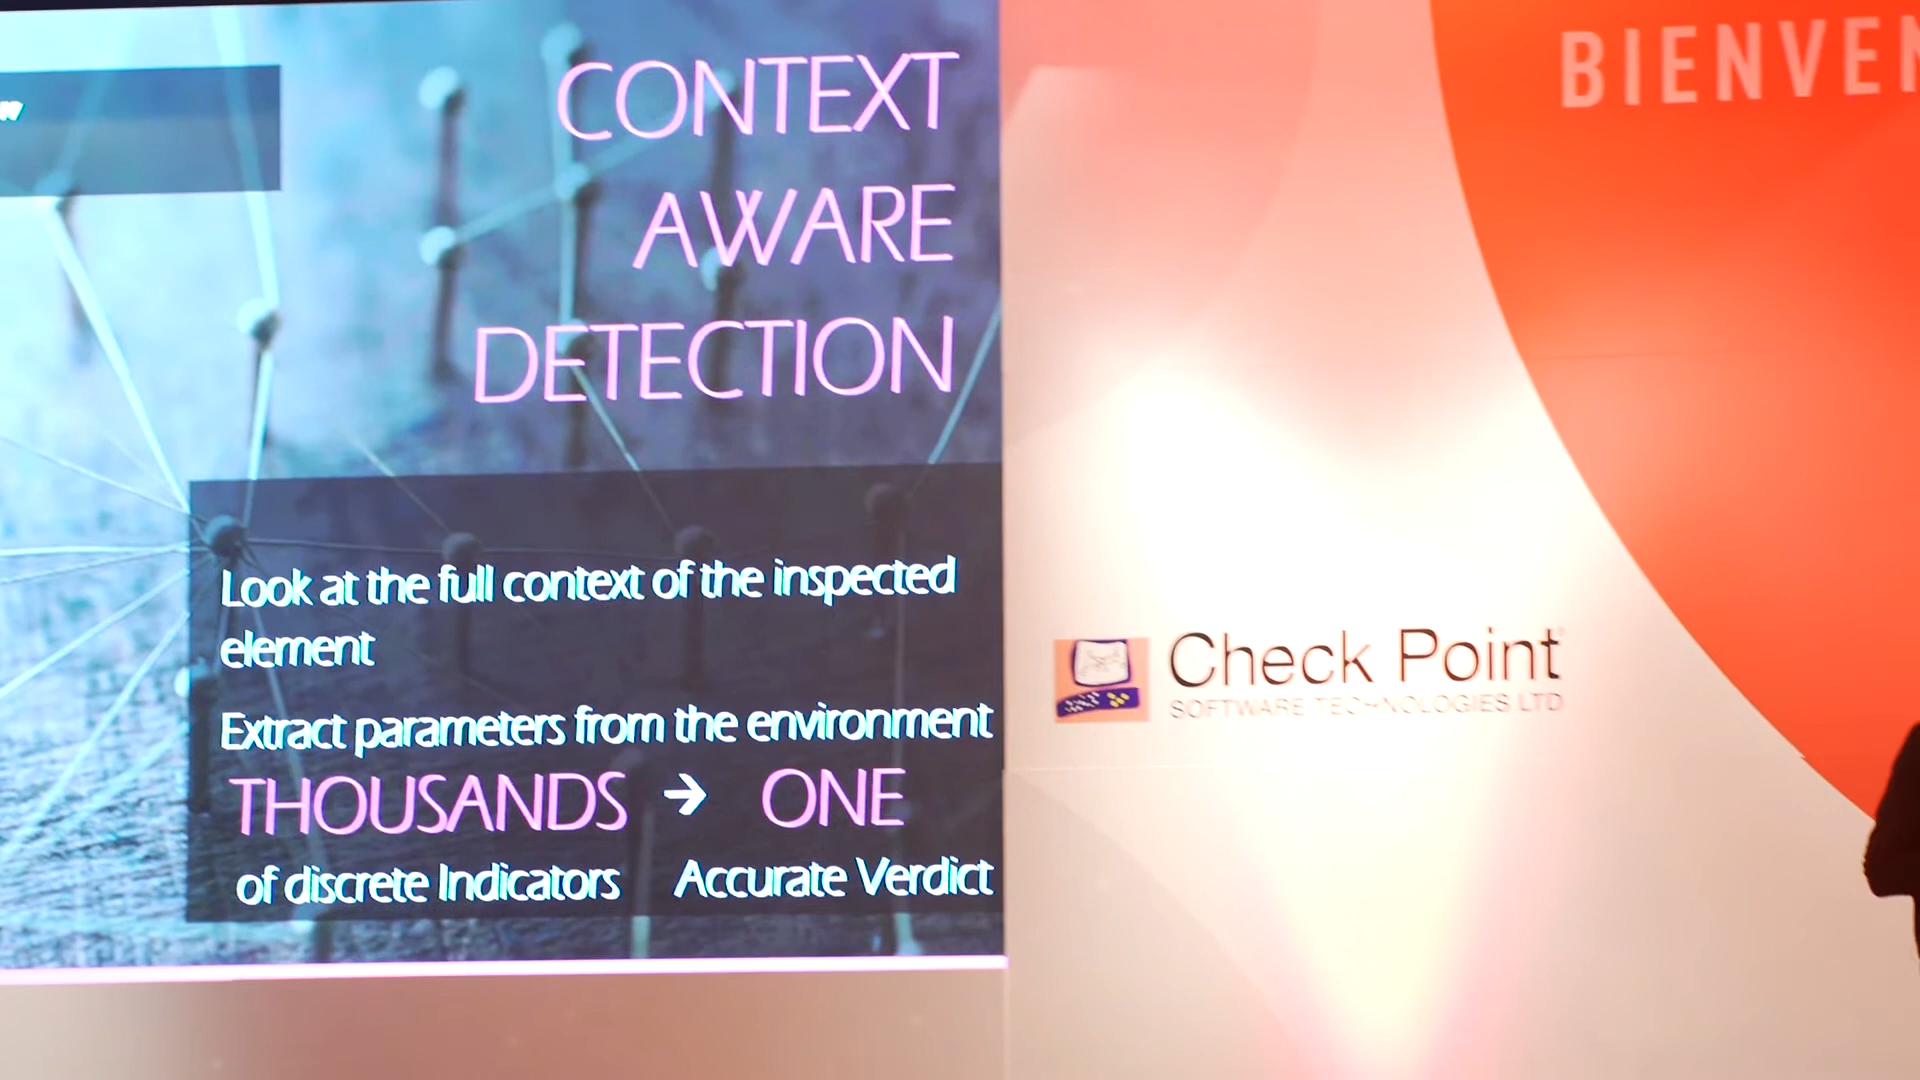 CONTEXT
AWARE
DETECTION
Look at the full context of the inspected
element
Extract parameters from the environment
THOUSANDS → ONE
of discrete Indicators Accurate Verdict
Check Point
SOFTWARE TECHNOLOGIES LTD
BIENVEN